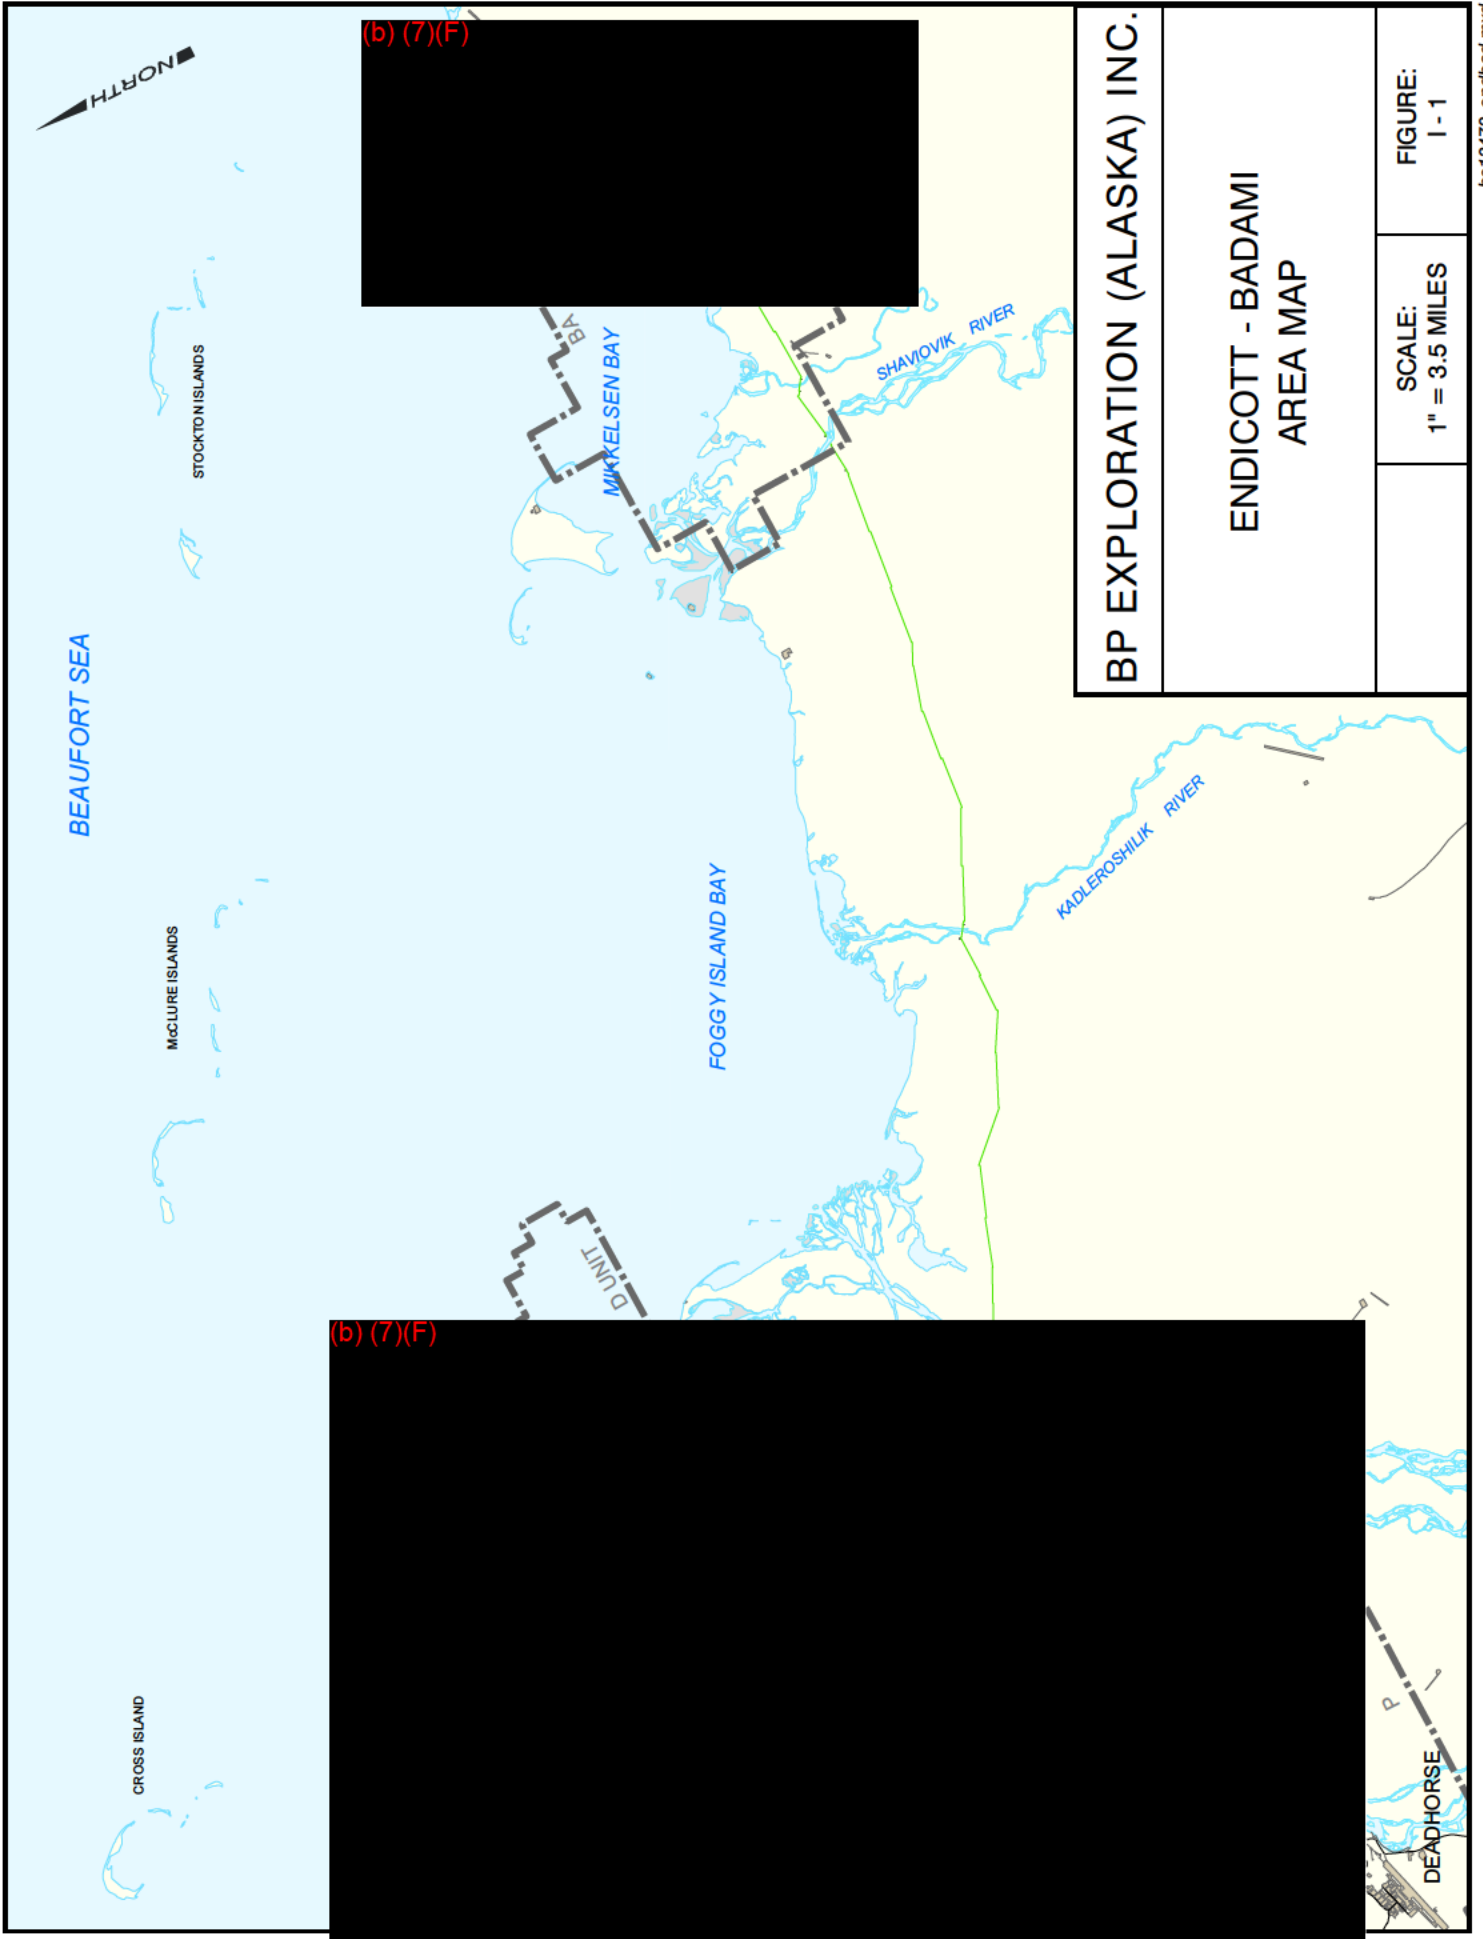 NORTH
(b) (7)(F)
STOCKTON ISLANDS
BEAUFORT SEA
McCLURE ISLANDS
CROSS ISLAND
BA
MIKKELSEN BAY
SHAVIOVIK RIVER
FOGGY ISLAND BAY
KADLEROSHILIK RIVER
D UNIT
(b) (7)(F)
P
DEADHORSE
BP EXPLORATION (ALASKA) INC.
ENDICOTT - BADAMI
AREA MAP
SCALE:
1" = 3.5 MILES
FIGURE:
I - 1